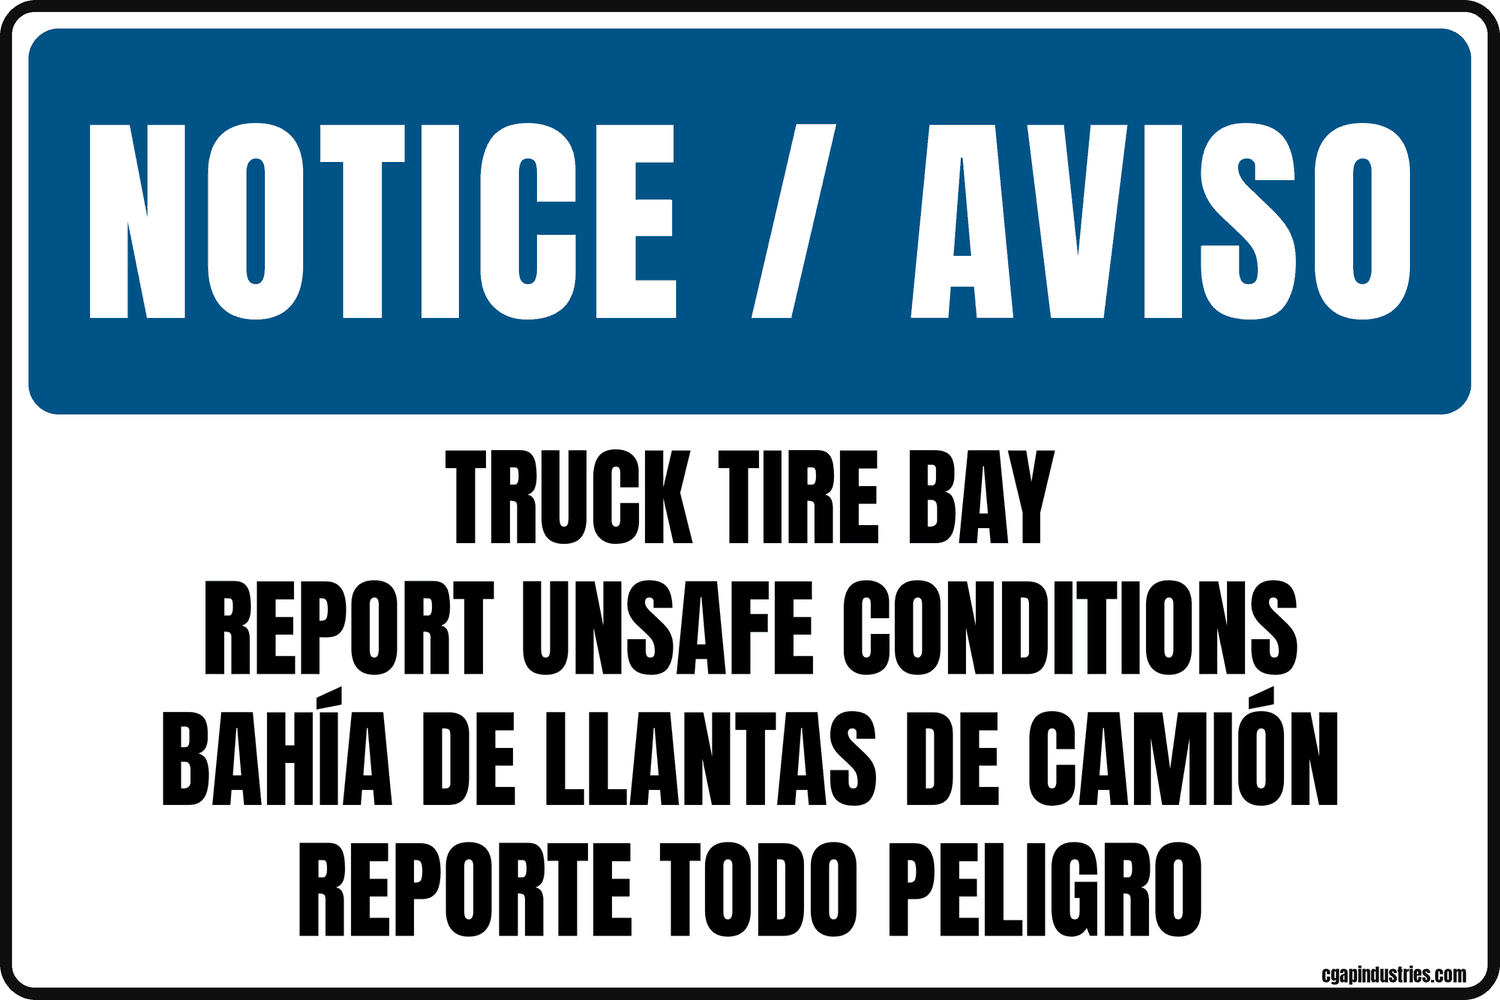 NOTICE / AVISO
TRUCK TIRE BAY
REPORT UNSAFE CONDITIONS
BAHÍA DE LLANTAS DE CAMIÓN
REPORTE TODO PELIGRO
cgapindustries.com